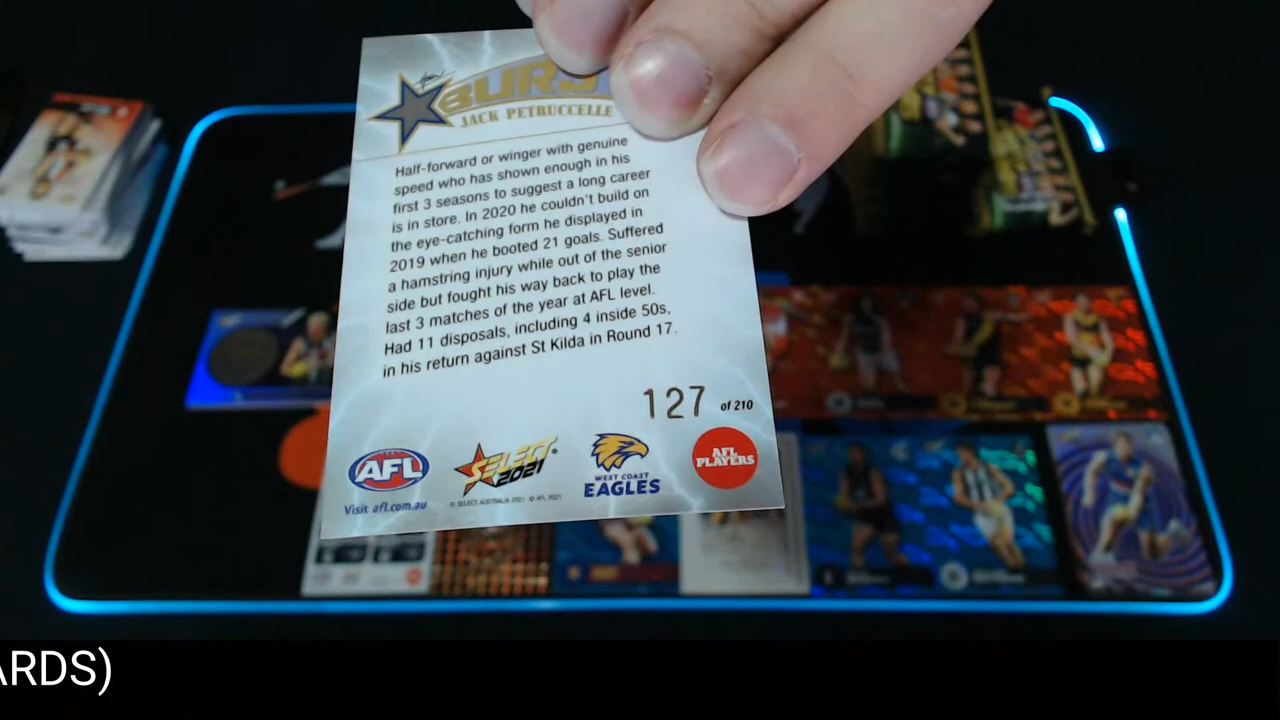 JACK PETRUCCELLE
Half-forward or winger with genuine
speed who has shown enough in his
first 3 seasons to suggest a long career
is in store. In 2020 he couldn't build on
the eye-catching form he displayed in
2019 when he booted 21 goals. Suffered
a hamstring injury while out of the senior
side but fought his way back to play the
last 3 matches of the year at AFL level.
Had 11 disposals, including 4 inside 50s,
in his return against St Kilda in Round 17.
127 of 210
AFL
Visit afl.com.au
SELECT
2021
© SELECT AUSTRALIA 2021 © AFL 2021
WEST COAST
EAGLES
AFL
PLAYERS
ARDS)